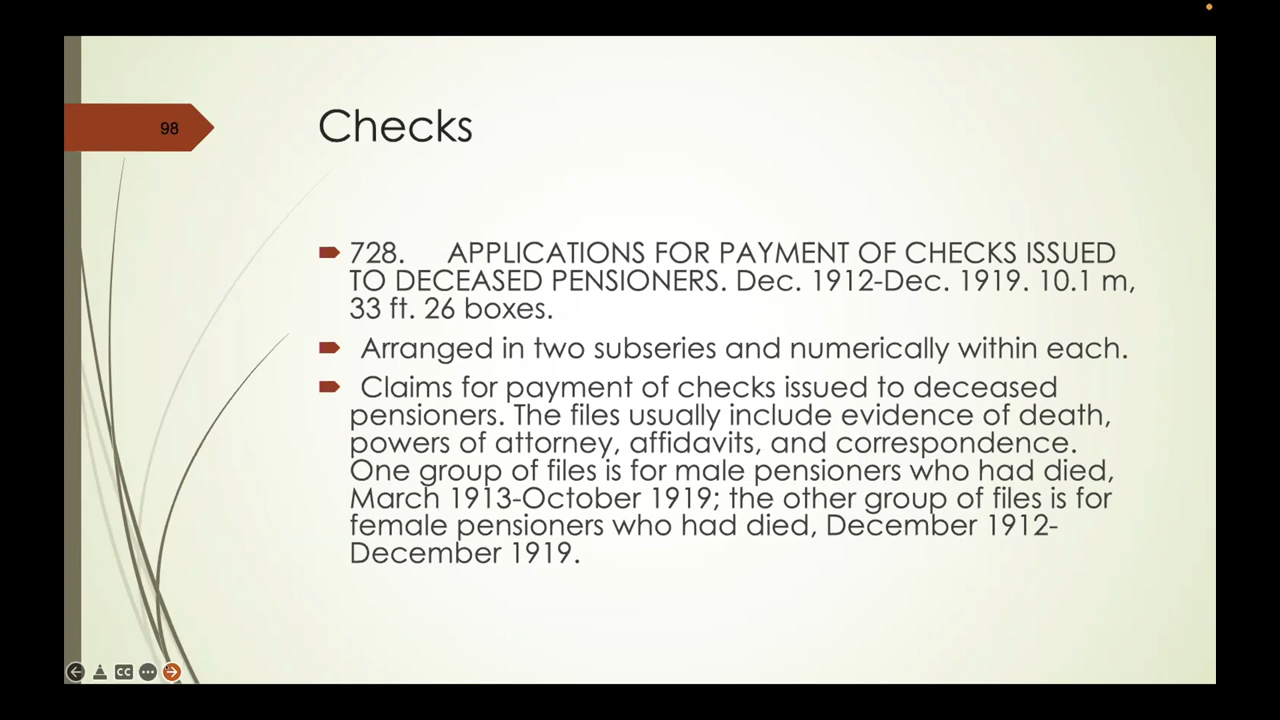 98
Checks
728. APPLICATIONS FOR PAYMENT OF CHECKS ISSUED
TO DECEASED PENSIONERS. Dec. 1912-Dec. 1919. 10.1 m,
33 ft. 26 boxes.
Arranged in two subseries and numerically within each.
Claims for payment of checks issued to deceased
pensioners. The files usually include evidence of death,
powers of attorney, affidavits, and correspondence.
One group of files is for male pensioners who had died,
March 1913-October 1919; the other group of files is for
female pensioners who had died, December 1912-
December 1919.
CC